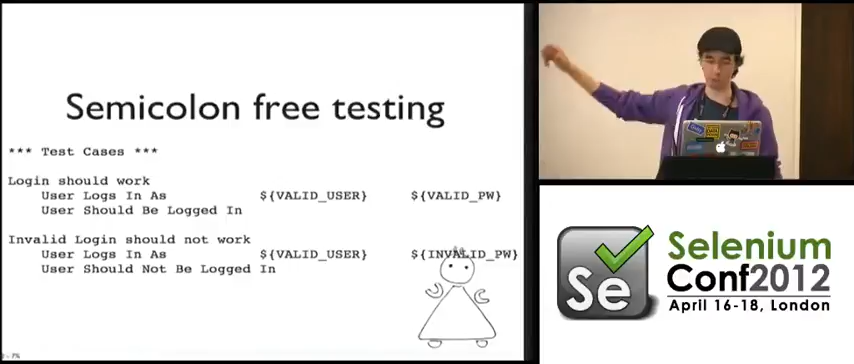 Semicolon free testing
*** Test Cases ***
Login should work
User Logs In As ${VALID_USER} ${VALID_PW}
User Should Be Logged In
Invalid Login should not work
User Logs In As ${VALID_USER} ${INVALID_PW}
User Should Not Be Logged In
Se
Selenium
Conf2012
April 16-18, London